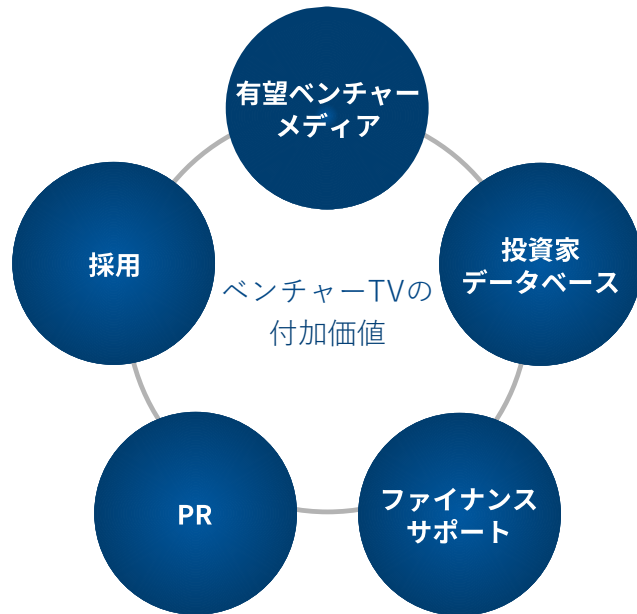 有望ベンチャー
メディア
投資家
データベース
採用
ベンチャーTVの
付加価値
ファイナンス
サポート
PR